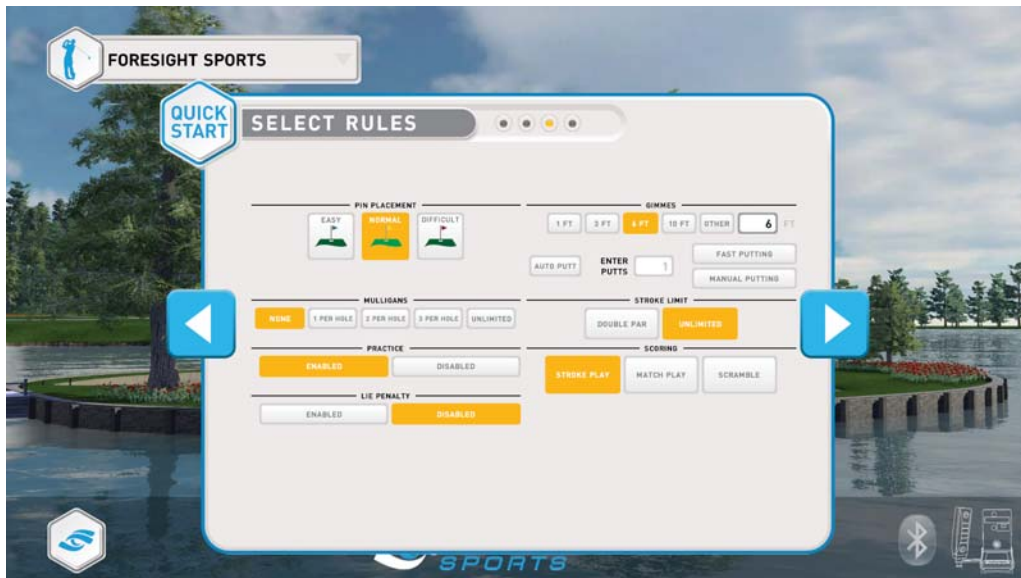 FORESIGHT SPORTS
QUICK
START
SELECT RULES
PIN PLACEMENT
EASY
NORMAL
DIFFICULT
GIMMES
1 FT
3 FT
6 FT
10 FT
OTHER
6
FT
AUTO PUTT
ENTER
PUTTS
1
FAST PUTTING
MANUAL PUTTING
MULLIGANS
NONE
1 PER HOLE
2 PER HOLE
3 PER HOLE
UNLIMITED
STROKE LIMIT
DOUBLE PAR
UNLIMITED
PRACTICE
ENABLED
DISABLED
SCORING
STROKE PLAY
MATCH PLAY
SCRAMBLE
LIE PENALTY
ENABLED
DISABLED
SPORTS